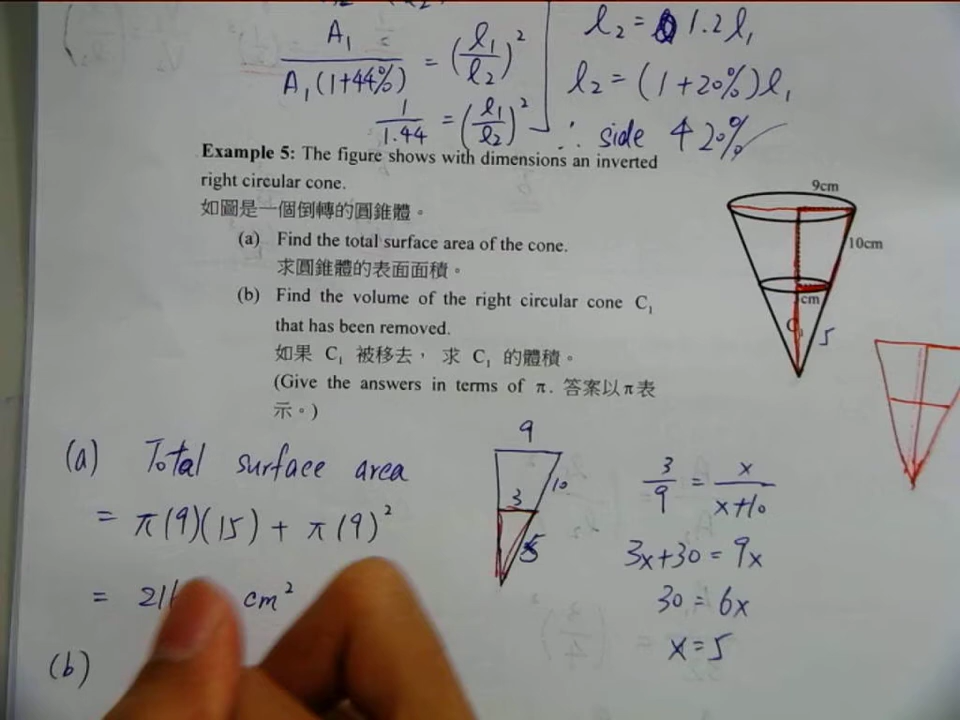 A₁ / A₁(1+44%) = (ℓ₁/ℓ₂)²
1/1.44 = (ℓ₁/ℓ₂)²
ℓ₂ = 1.2ℓ₁
ℓ₂ = (1+20%)ℓ₁
∴ side ↑ 20%
Example 5: The figure shows with dimensions an inverted
right circular cone.
如圖是一個倒轉的圓錐體。
(a) Find the total surface area of the cone.
求圓錐體的表面面積。
(b) Find the volume of the right circular cone C₁
that has been removed.
如果 C₁ 被移去，求 C₁ 的體積。
(Give the answers in terms of π. 答案以π表
示。)
9cm
10cm
cm
C₁
5
(a) Total surface area
= π(9)(15) + π(9)²
= cm²
(b)
9
10
3
5
3/9 = x/(x+10)
3x+30 = 9x
30 = 6x
x = 5